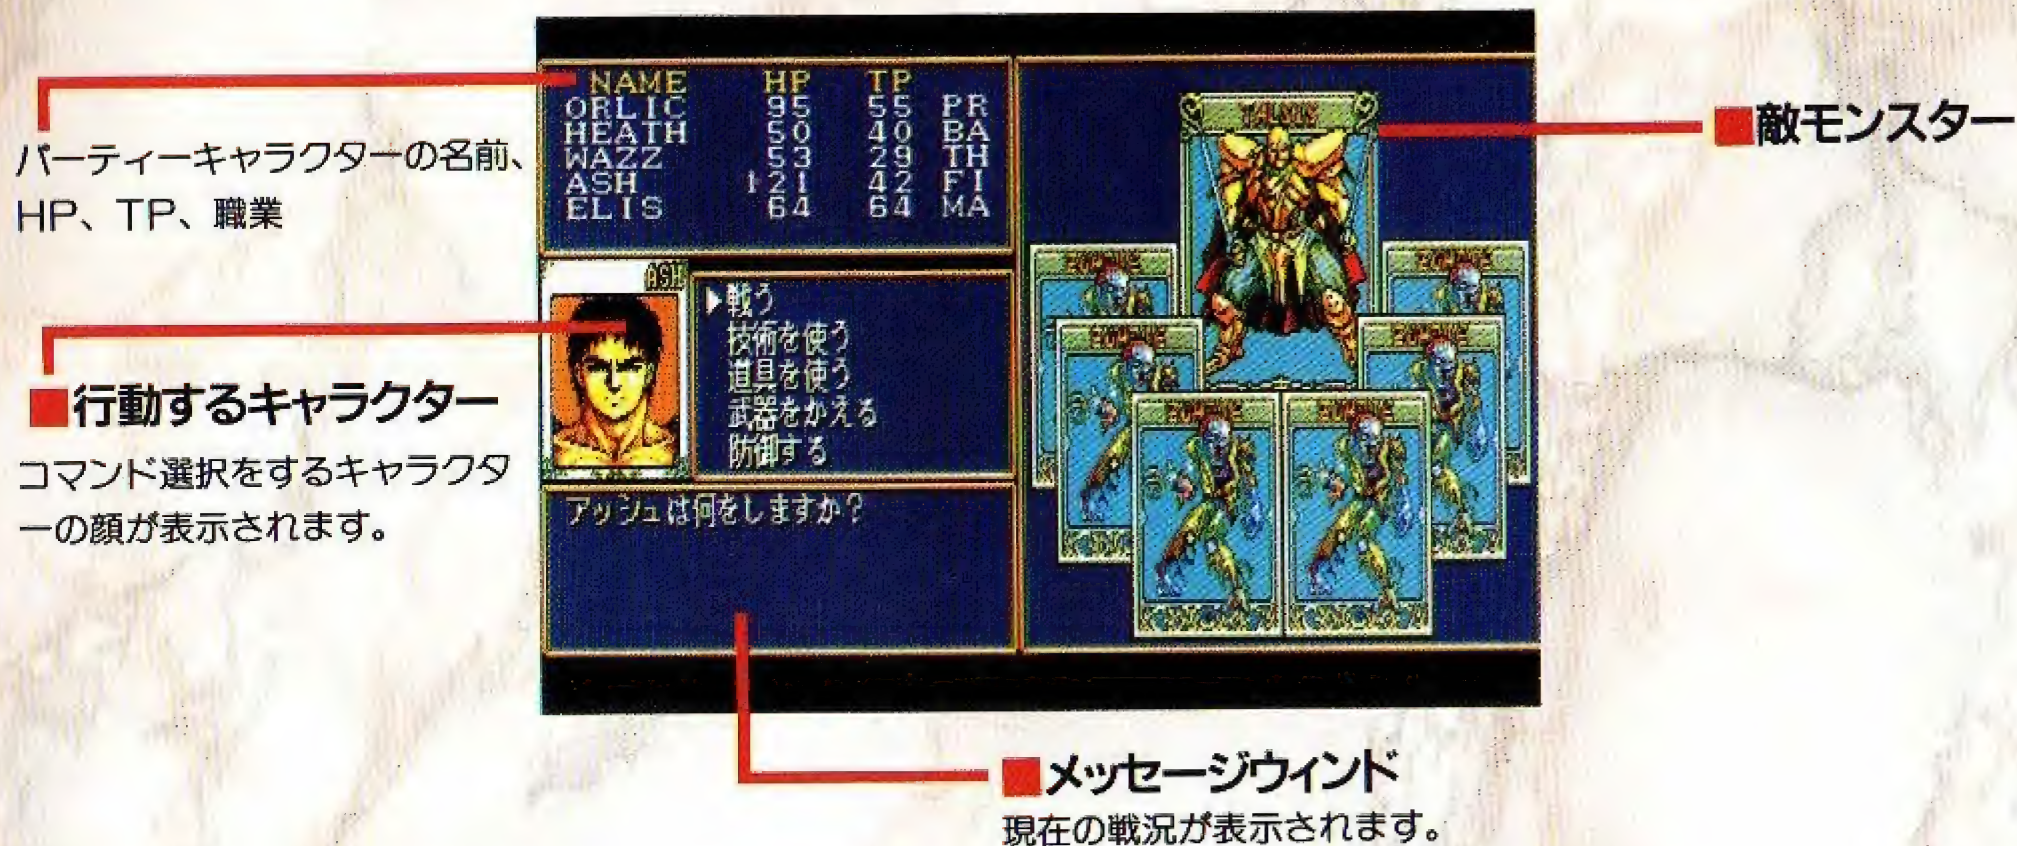 NAME HP TP
ORLIC 95 55 PR
HEATH 50 40 BA
WAZZ 53 29 TH
ASH 121 42 FI
ELIS 64 64 MA
パーティーキャラクターの名前、
HP、TP、職業
■敵モンスター
ASH
▶戦う
技術を使う
道具を使う
武器をかえる
防御する
■行動するキャラクター
コマンド選択をするキャラクタ
ーの顔が表示されます。
アッシュは何をしますか？
■メッセージウィンド
現在の戦況が表示されます。